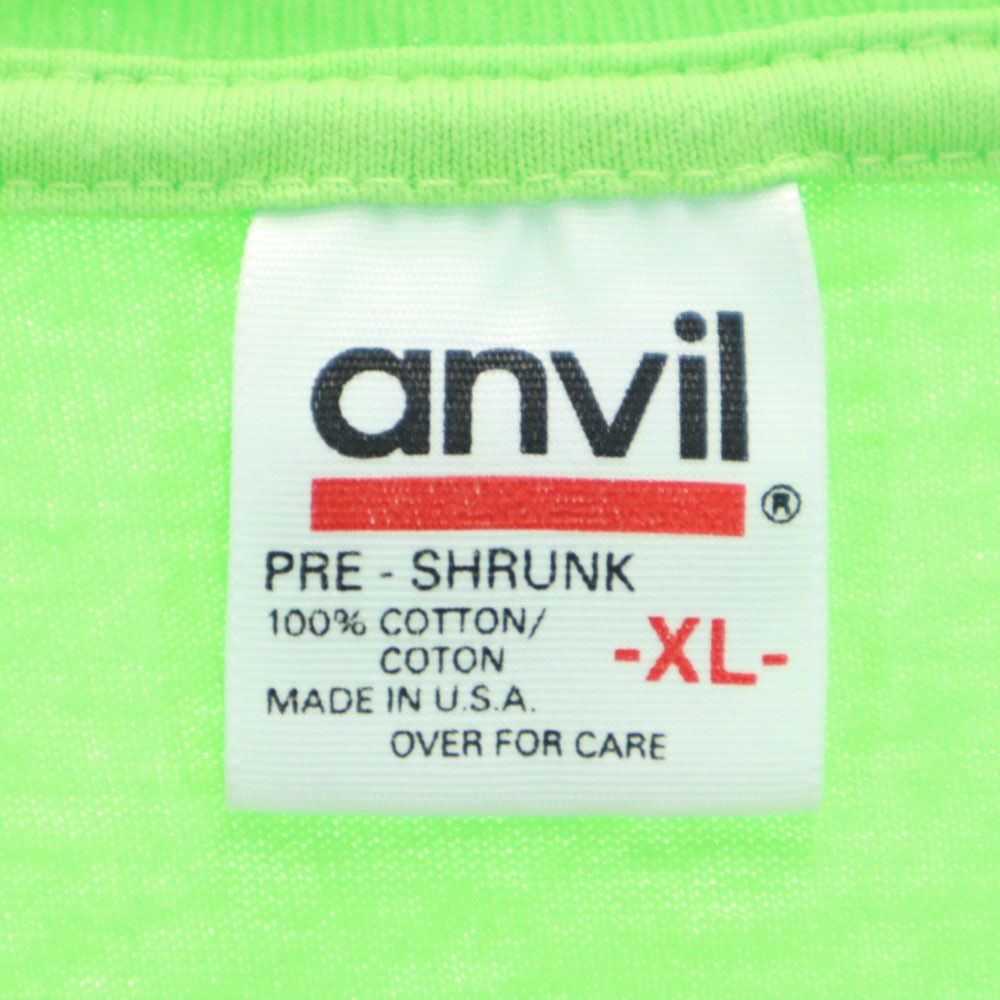 anvil
®
PRE - SHRUNK
100% COTTON/
COTON
-XL-
MADE IN U.S.A.
OVER FOR CARE